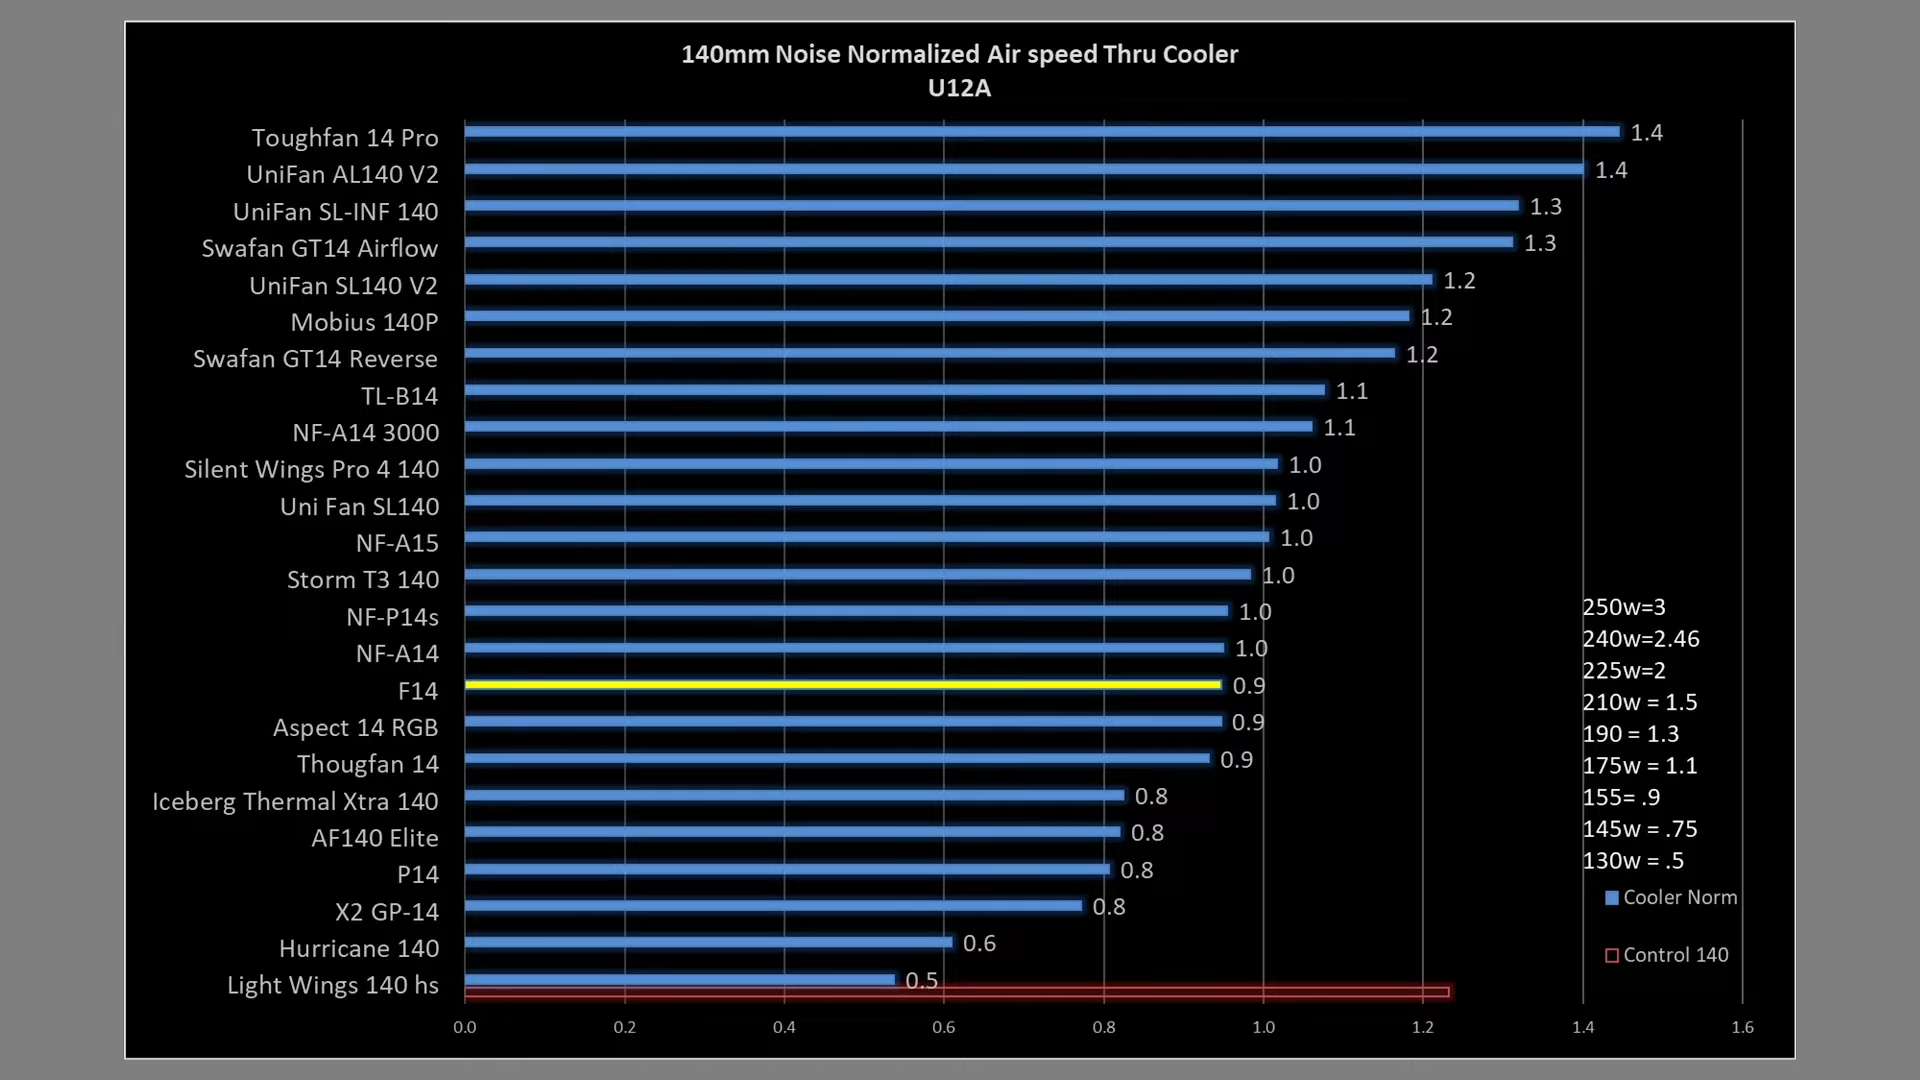 140mm Noise Normalized Air speed Thru Cooler
U12A
Toughfan 14 Pro 1.4
UniFan AL140 V2 1.4
UniFan SL-INF 140 1.3
Swafan GT14 Airflow 1.3
UniFan SL140 V2 1.2
Mobius 140P 1.2
Swafan GT14 Reverse 1.2
TL-B14 1.1
NF-A14 3000 1.1
Silent Wings Pro 4 140 1.0
Uni Fan SL140 1.0
NF-A15 1.0
Storm T3 140 1.0
NF-P14s 1.0
NF-A14 1.0
F14 0.9
Aspect 14 RGB 0.9
Thougfan 14 0.9
Iceberg Thermal Xtra 140 0.8
AF140 Elite 0.8
P14 0.8
X2 GP-14 0.8
Hurricane 140 0.6
Light Wings 140 hs 0.5
250w=3
240w=2.46
225w=2
210w = 1.5
190 = 1.3
175w = 1.1
155= .9
145w = .75
130w = .5
Cooler Norm
Control 140
0.0 0.2 0.4 0.6 0.8 1.0 1.2 1.4 1.6